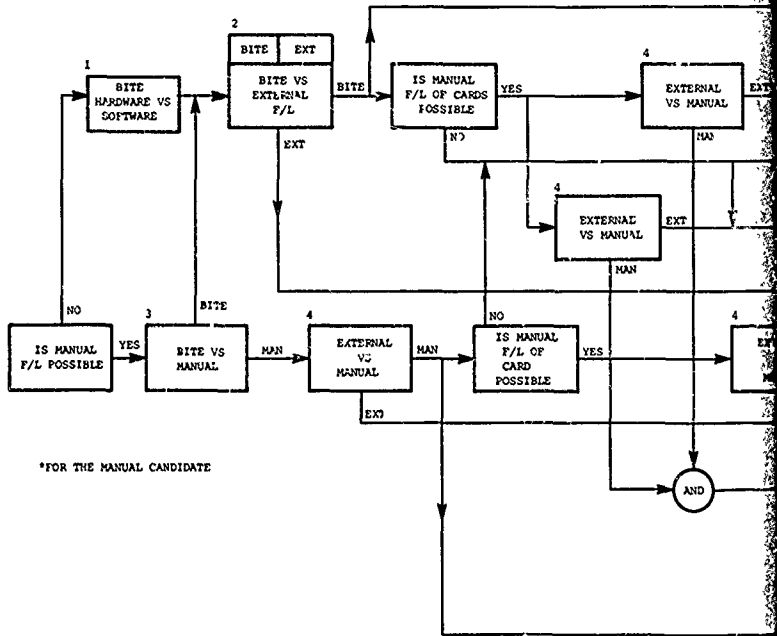 1
BITE
HARDWARE VS
SOFTWARE
2
BITE EXT
BITE VS
EXTERNAL
F/L
BITE
EXT
IS MANUAL
F/L OF CARDS
POSSIBLE
YES
NO
4
EXTERNAL
VS MANUAL
EXT
MAN
4
EXTERNAL
VS MANUAL
EXT
MAN
NO
IS MANUAL
F/L POSSIBLE
YES
3
BITE VS
MANUAL
BITE
MAN
4
EXTERNAL
VS
MANUAL
MAN
EXT
NO
IS MANUAL
F/L OF
CARD
POSSIBLE
YES
4
*FOR THE MANUAL CANDIDATE
AND